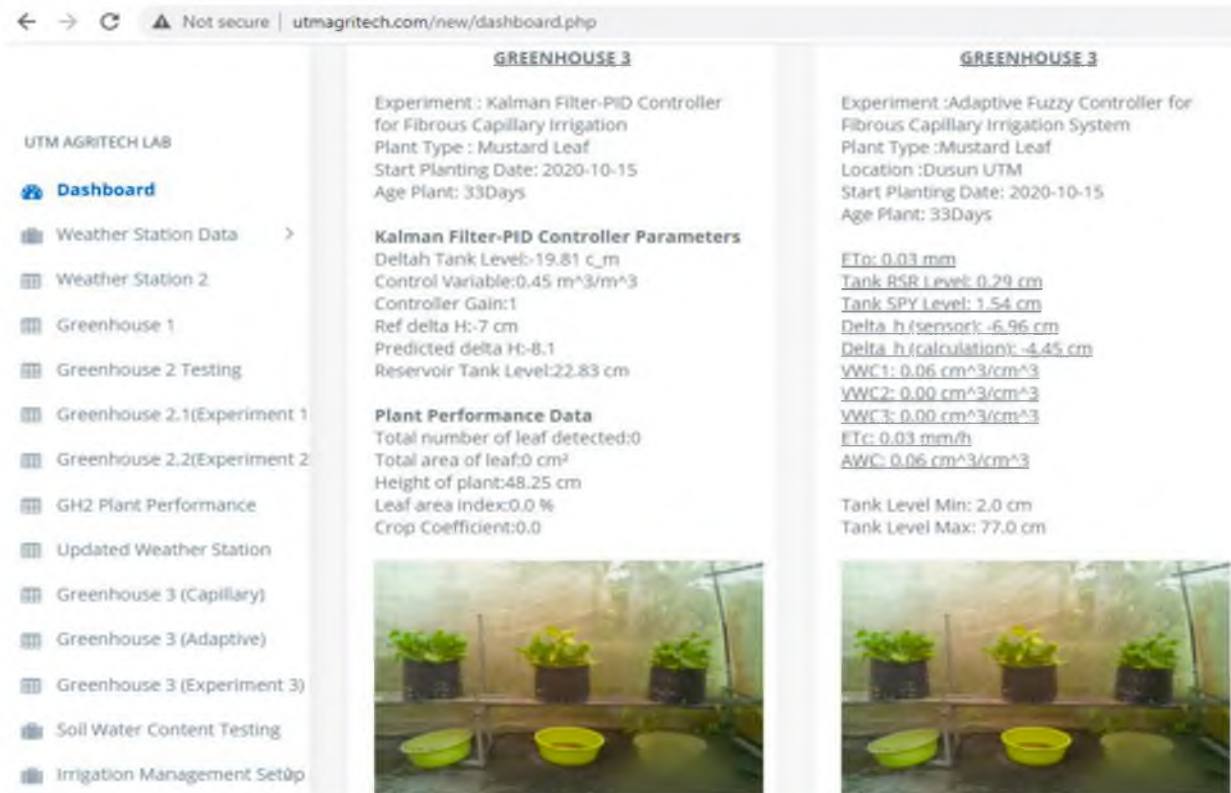 Not secure | utmagritech.com/new/dashboard.php
UTM AGRITECH LAB
Dashboard
Weather Station Data >
Weather Station 2
Greenhouse 1
Greenhouse 2 Testing
Greenhouse 2.1(Experiment 1
Greenhouse 2.2(Experiment 2
GH2 Plant Performance
Updated Weather Station
Greenhouse 3 (Capillary)
Greenhouse 3 (Adaptive)
Greenhouse 3 (Experiment 3)
Soil Water Content Testing
Irrigation Management Setup
GREENHOUSE 3
Experiment : Kalman Filter-PID Controller
for Fibrous Capillary Irrigation
Plant Type : Mustard Leaf
Start Planting Date: 2020-10-15
Age Plant: 33Days
Kalman Filter-PID Controller Parameters
Deltah Tank Level:-19.81 c_m
Control Variable:0.45 m^3/m^3
Controller Gain:1
Ref delta H:-7 cm
Predicted delta H:-8.1
Reservoir Tank Level:22.83 cm
Plant Performance Data
Total number of leaf detected:0
Total area of leaf:0 cm²
Height of plant:48.25 cm
Leaf area index:0.0 %
Crop Coefficient:0.0
GREENHOUSE 3
Experiment :Adaptive Fuzzy Controller for
Fibrous Capillary Irrigation System
Plant Type :Mustard Leaf
Location :Dusun UTM
Start Planting Date: 2020-10-15
Age Plant: 33Days
ETo: 0.03 mm
Tank RSR Level: 0.29 cm
Tank SPY Level: 1.54 cm
Delta_h (sensor): -6.96 cm
Delta_h (calculation): -4.45 cm
VWC1: 0.06 cm^3/cm^3
VWC2: 0.00 cm^3/cm^3
VWC3: 0.00 cm^3/cm^3
ETc: 0.03 mm/h
AWC: 0.06 cm^3/cm^3
Tank Level Min: 2.0 cm
Tank Level Max: 77.0 cm